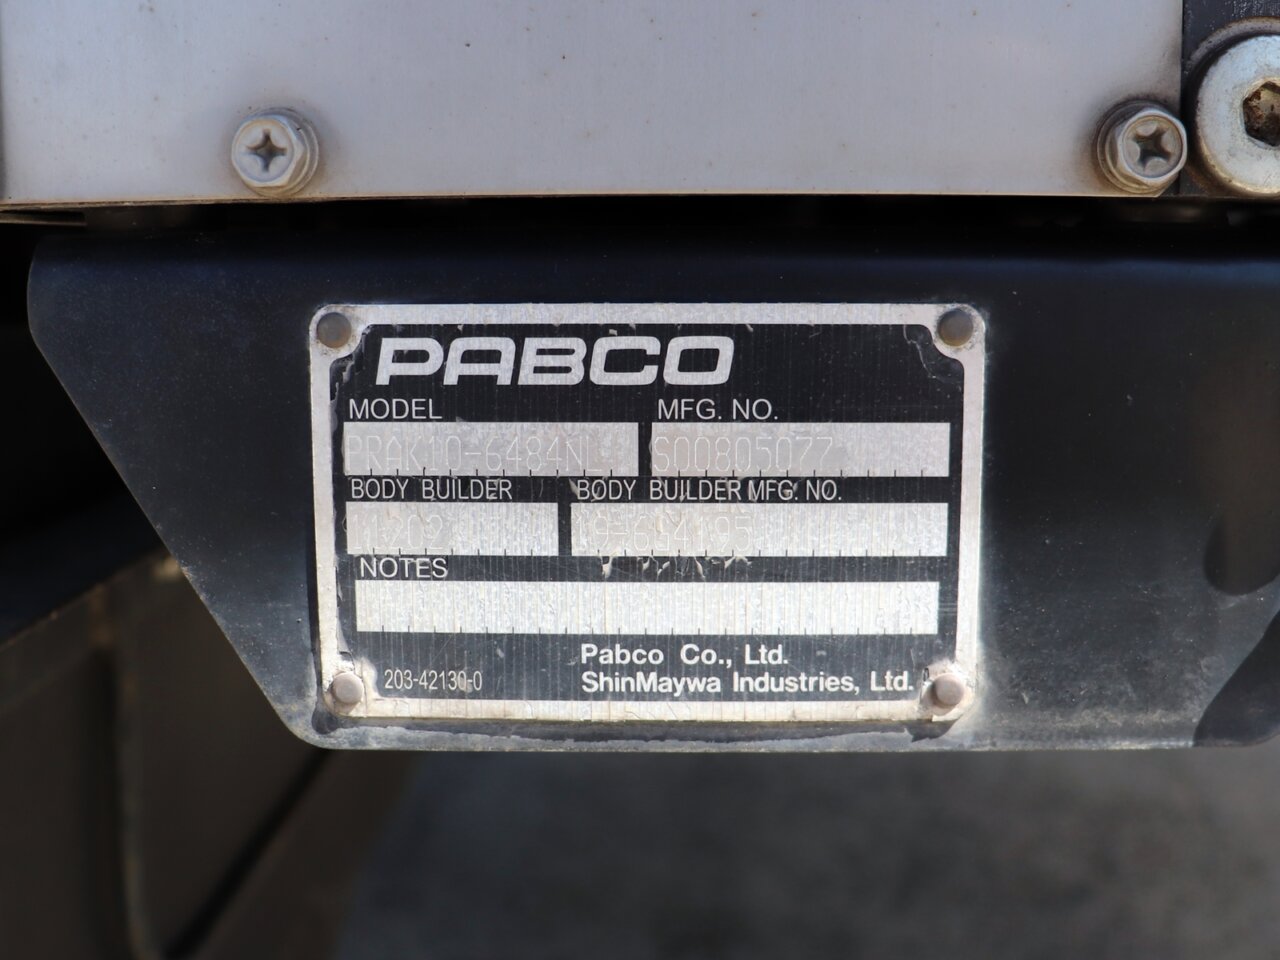 PABCO
MODEL MFG. NO.
PRAK10-6484NL S00805077
BODY BUILDER BODY BUILDER MFG. NO.
11202
NOTES
Pabco Co., Ltd.
203-42130-0 ShinMaywa Industries, Ltd.